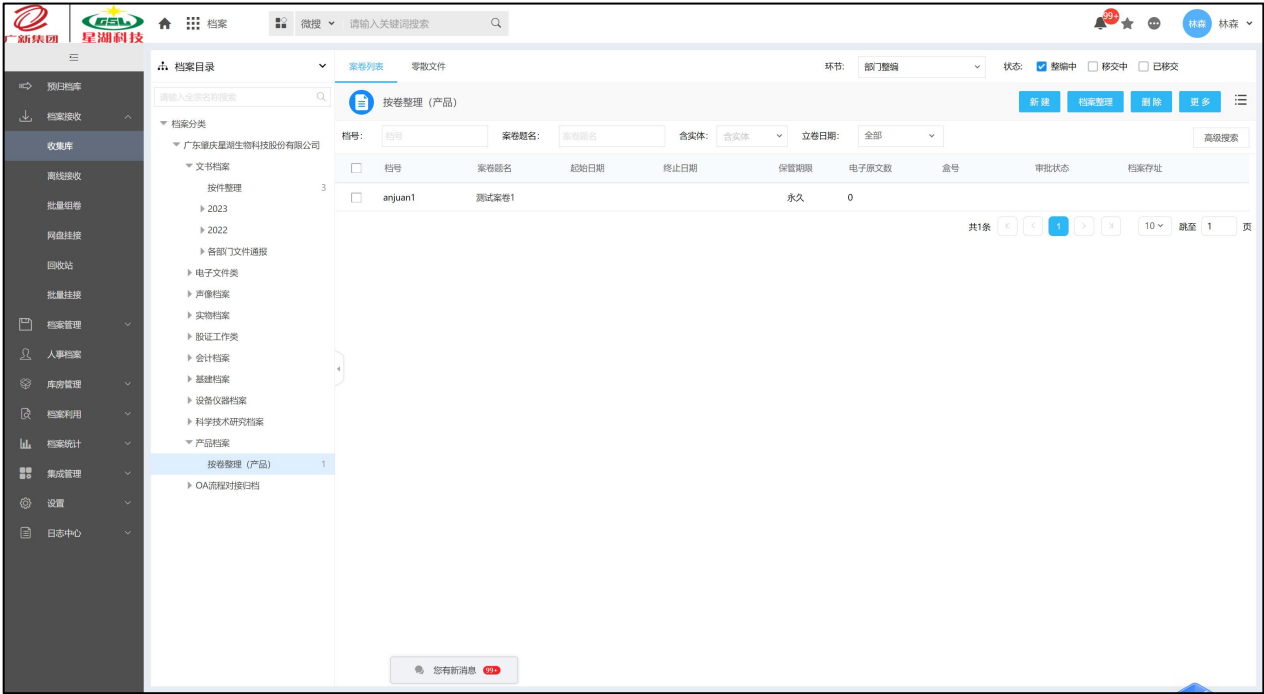 广新集团
GSL
星湖科技
档案
微搜
请输入关键词搜索
99+
林森
林森
预归档库
档案接收
收集库
离线接收
批量组卷
网盘挂接
回收站
批量挂接
档案管理
人事档案
库房管理
档案利用
档案统计
集成管理
设置
日志中心
档案目录
请输入全宗名称搜索
档案分类
广东肇庆星湖生物科技股份有限公司
文书档案
按件整理 3
2023
2022
各部门文件通报
电子文件类
声像档案
实物档案
股证工作类
会计档案
基建档案
设备仪器档案
科学技术研究档案
产品档案
按卷整理（产品） 1
OA流程对接归档
案卷列表 零散文件 环节: 部门整编 状态: 整编中 移交中 已移交
按卷整理（产品） 新 建 档案整理 删 除 更 多
档号: 档号 案卷题名: 案卷题名 含实体: 含实体 立卷日期: 全部 高级搜索
档号 案卷题名 起始日期 终止日期 保管期限 电子原文数 盒号 审批状态 档案存址
anjuan1 测试案卷1 永久 0
共1条 1 10 跳至 1 页
您有新消息 99+